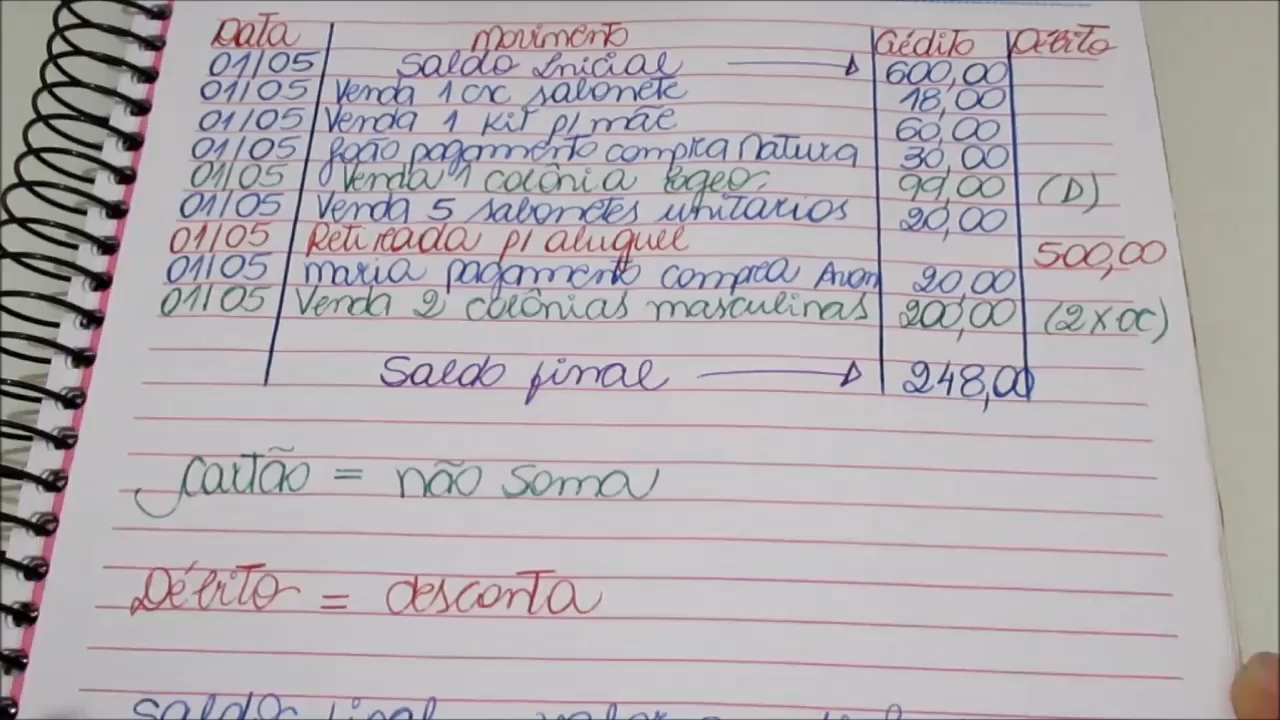 Data Movimento Crédito Débito
01/05 Saldo Inicial 600,00
01/05 Venda 1 cx sabonete 18,00
01/05 Venda 1 Kit p/ mãe 60,00
01/05 João pagamento compra Natura 30,00
01/05 Venda 1 colônia 99,00 (D)
01/05 Venda 5 sabonetes unitários 20,00
01/05 Retirada p/ aluguel 500,00
01/05 maria pagamento compra Avon 20,00
01/05 Venda 2 colônias masculinas 200,00 (2x CC)
Saldo final 248,00
Cartão = não soma
Débito = desconta
Saldo final